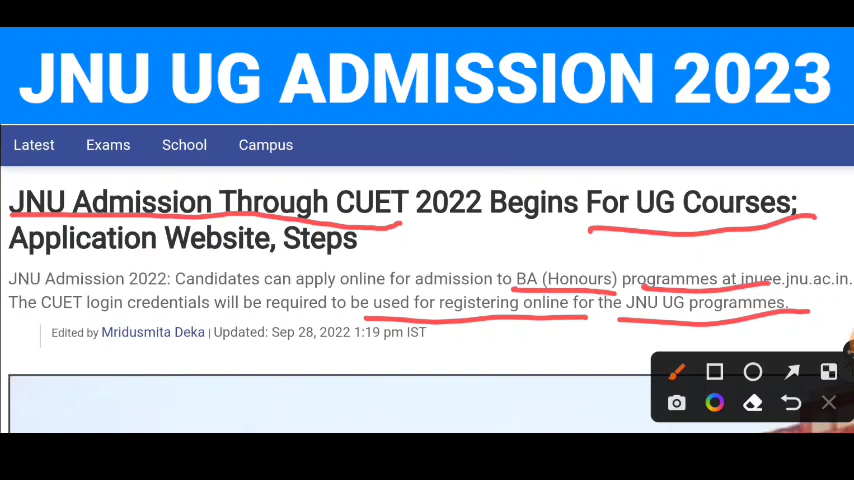 JNU UG ADMISSION 2023
Latest Exams School Campus
JNU Admission Through CUET 2022 Begins For UG Courses;
Application Website, Steps
JNU Admission 2022: Candidates can apply online for admission to BA (Honours) programmes at jnuee.jnu.ac.in.
The CUET login credentials will be required to be used for registering online for the JNU UG programmes.
Edited by Mridusmita Deka | Updated: Sep 28, 2022 1:19 pm IST